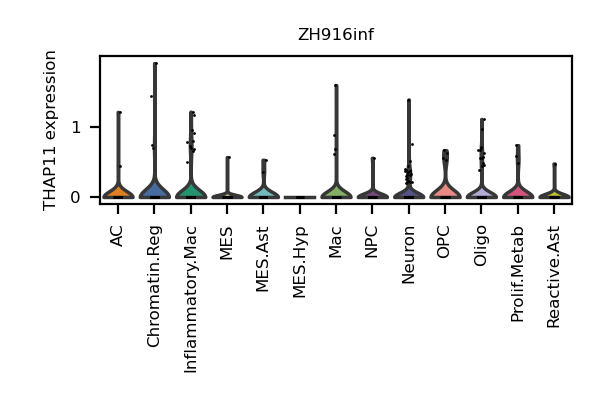 ZH916inf
THAP11 expression
1
0
AC
Chromatin.Reg
Inflammatory.Mac
MES
MES.Ast
MES.Hyp
Mac
NPC
Neuron
OPC
Oligo
Prolif.Metab
Reactive.Ast